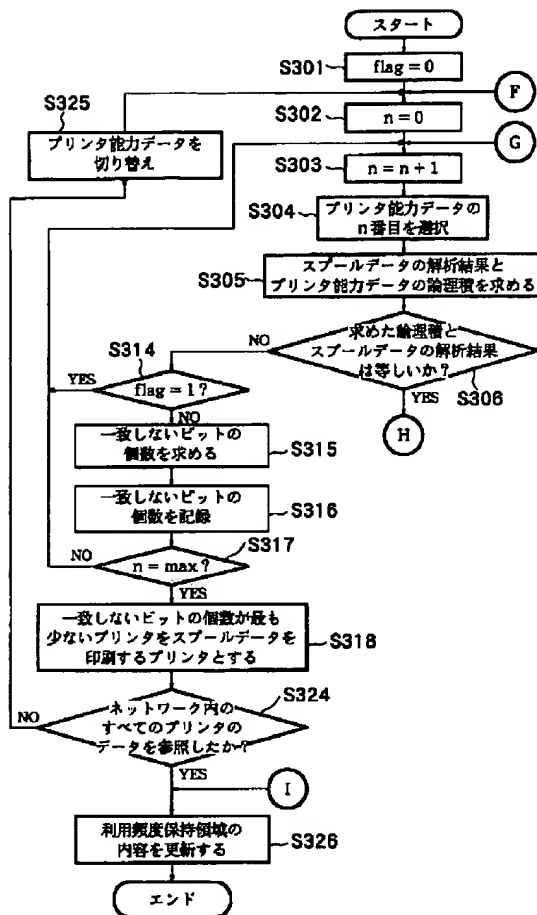 スタート
S301
flag = 0
F
S325
S302
n = 0
プリンタ能力データを
切り替え
G
S303
n = n + 1
S304
プリンタ能力データの
n番目を選択
S305
スプールデータの解析結果と
プリンタ能力データの論理積を求める
求めた論理積と
スプールデータの解析結果
は等しいか?
NO
YES
S306
H
S314
YES
flag = 1 ?
NO
一致しないビットの
個数を求める
S315
一致しないビットの
個数を記録
S316
NO
n = max ?
S317
YES
一致しないビットの個数が最も
少ないプリンタをスプールデータを
印刷するプリンタとする
S318
S324
NO
ネットワーク内の
すべてのプリンタの
データを参照したか?
YES
I
利用頻度保持領域の
内容を更新する
S326
エンド